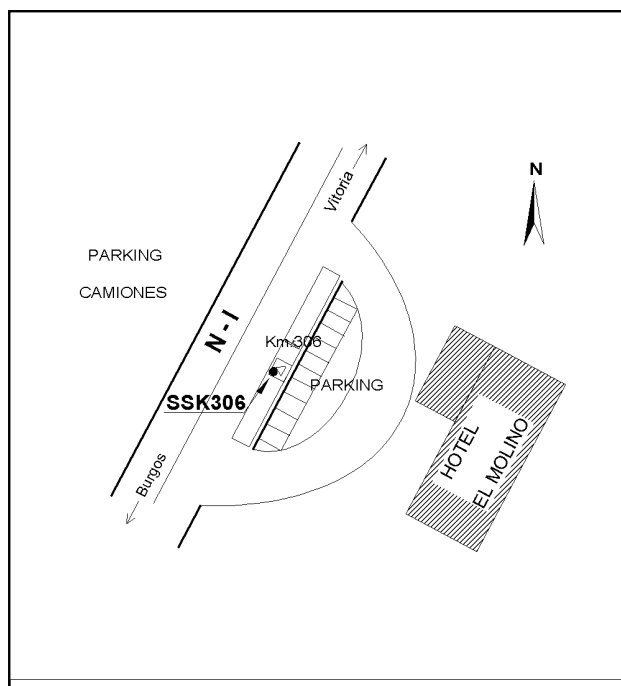 N
Vitoria
PARKING
CAMIONES
N - I
Km.306
PARKING
SSK306
HOTEL
EL MOLINO
Burgos